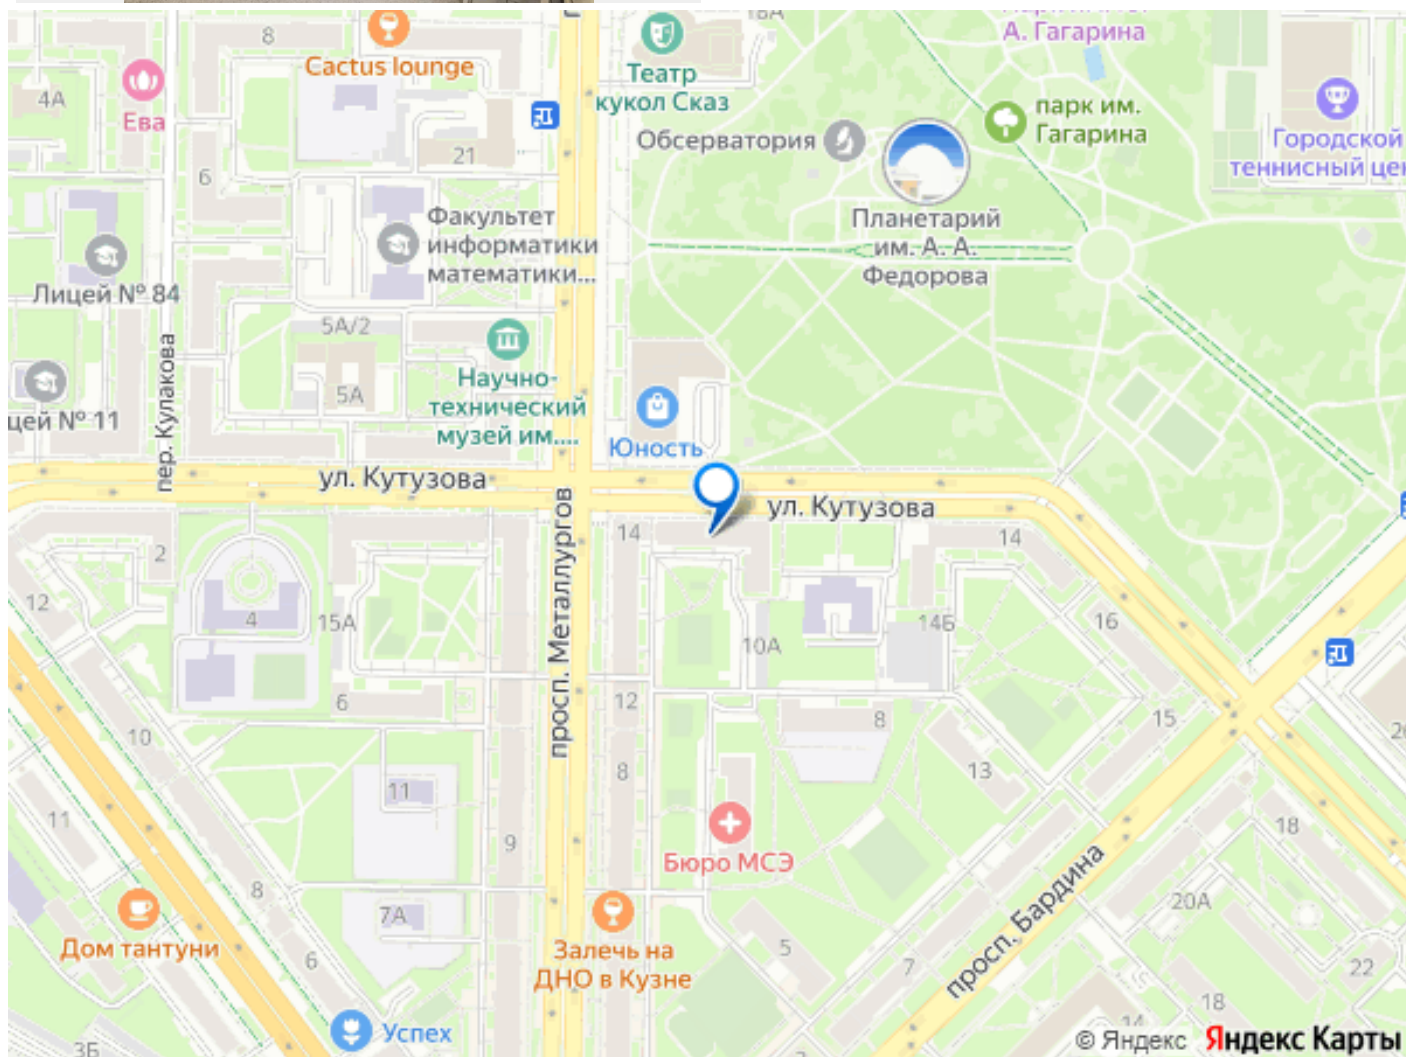 18А
8
Cactus lounge
Театр
кукол Сказ
А. Гагарина
4А
Ева
парк им.
Гагарина
Обсерватория
Городской
теннисный
21
6
Факультет
информатики
математики...
Планетарий
им. А. А.
Федорова
Лицей № 84
5А/2
пер. Кулакова
5А
Научно-
технический
музей им....
№ 11
Юность
ул. Кутузова
ул. Кутузова
просп. Металлургов
14
14
2
12
4
15А
10А
14Б
16
6
12
8
15
10
11
8
13
11
9
Бюро МСЭ
18
8
7А
20А
Дом тантуни
Залечь на
ДНО в Кузне
5
7
просп. Бардина
6
22
18
Успех
14
3Б
© Яндекс Яндекс Карты